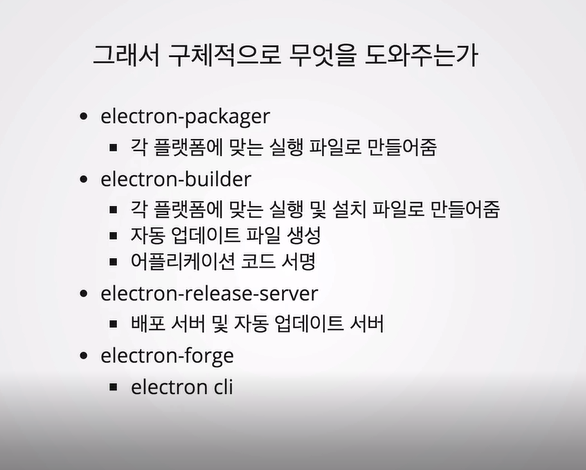 그래서 구체적으로 무엇을 도와주는가
• electron-packager
▪ 각 플랫폼에 맞는 실행 파일로 만들어줌
• electron-builder
▪ 각 플랫폼에 맞는 실행 및 설치 파일로 만들어줌
▪ 자동 업데이트 파일 생성
▪ 어플리케이션 코드 서명
• electron-release-server
▪ 배포 서버 및 자동 업데이트 서버
• electron-forge
▪ electron cli